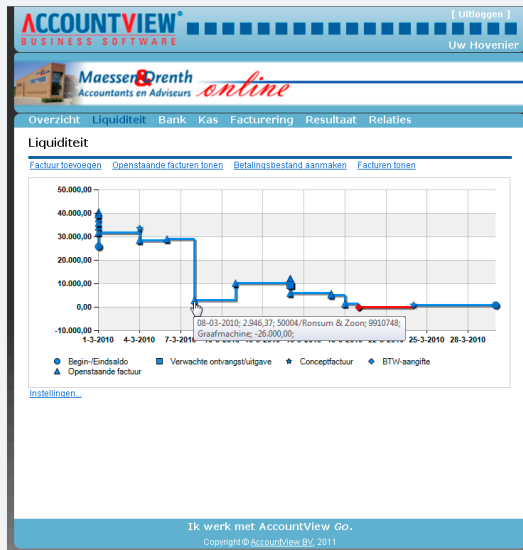 ACCOUNTVIEW®
BUSINESS SOFTWARE
[ Uitloggen ]
Uw Hovenier
Maessen&Drenth
Accountants en Adviseurs
online
Overzicht Liquiditeit Bank Kas Facturering Resultaat Relaties
Liquiditeit
Factuur toevoegen Openstaande facturen tonen Betalingsbestand aanmaken Facturen tonen
50.000,00
40.000,00
30.000,00
20.000,00
10.000,00
0,00
-10.000,00
08-03-2010; 2.946,37; 50004/Ronsum & Zoon; 9910748;
Graafmachine; -26.000,00;
1-3-2010 4-3-2010 25-3-2010 28-3-2010
Begin-/Eindsaldo Verwachte ontvangst/uitgave Conceptfactuur BTW-aangifte
Openstaande factuur
Instellingen...
Ik werk met AccountView Go.
Copyright © AccountView BV, 2011